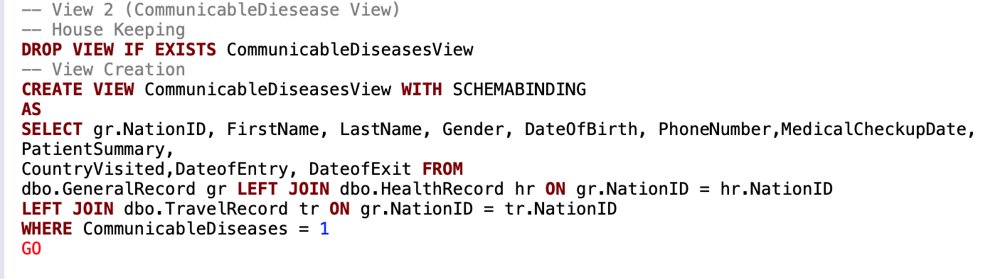 -- View 2 (CommunicableDiesease View)
-- House Keeping
DROP VIEW IF EXISTS CommunicableDiseasesView
-- View Creation
CREATE VIEW CommunicableDiseasesView WITH SCHEMABINDING
AS
SELECT gr.NationID, FirstName, LastName, Gender, DateOfBirth, PhoneNumber,MedicalCheckupDate,
PatientSummary,
CountryVisited,DateofEntry, DateofExit FROM
dbo.GeneralRecord gr LEFT JOIN dbo.HealthRecord hr ON gr.NationID = hr.NationID
LEFT JOIN dbo.TravelRecord tr ON gr.NationID = tr.NationID
WHERE CommunicableDiseases = 1
GO